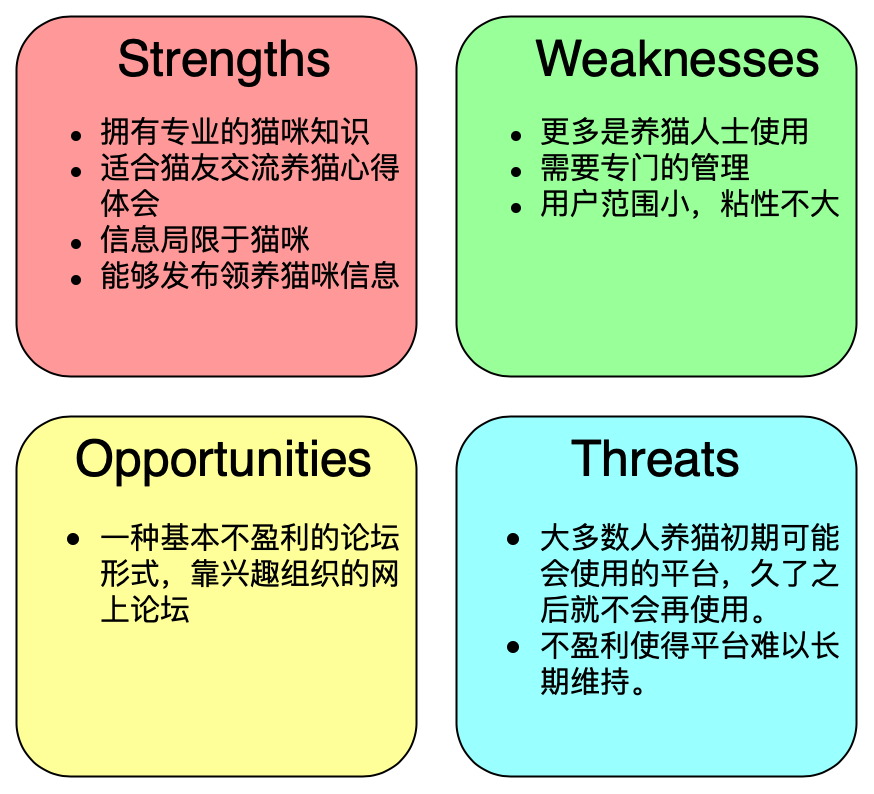 Strengths
拥有专业的猫咪知识
适合猫友交流养猫心得
体会
信息局限于猫咪
能够发布领养猫咪信息
Weaknesses
更多是养猫人士使用
需要专门的管理
用户范围小，粘性不大
Opportunities
一种基本不盈利的论坛
形式，靠兴趣组织的网
上论坛
Threats
大多数人养猫初期可能
会使用的平台，久了之
后就不会再使用。
不盈利使得平台难以长
期维持。